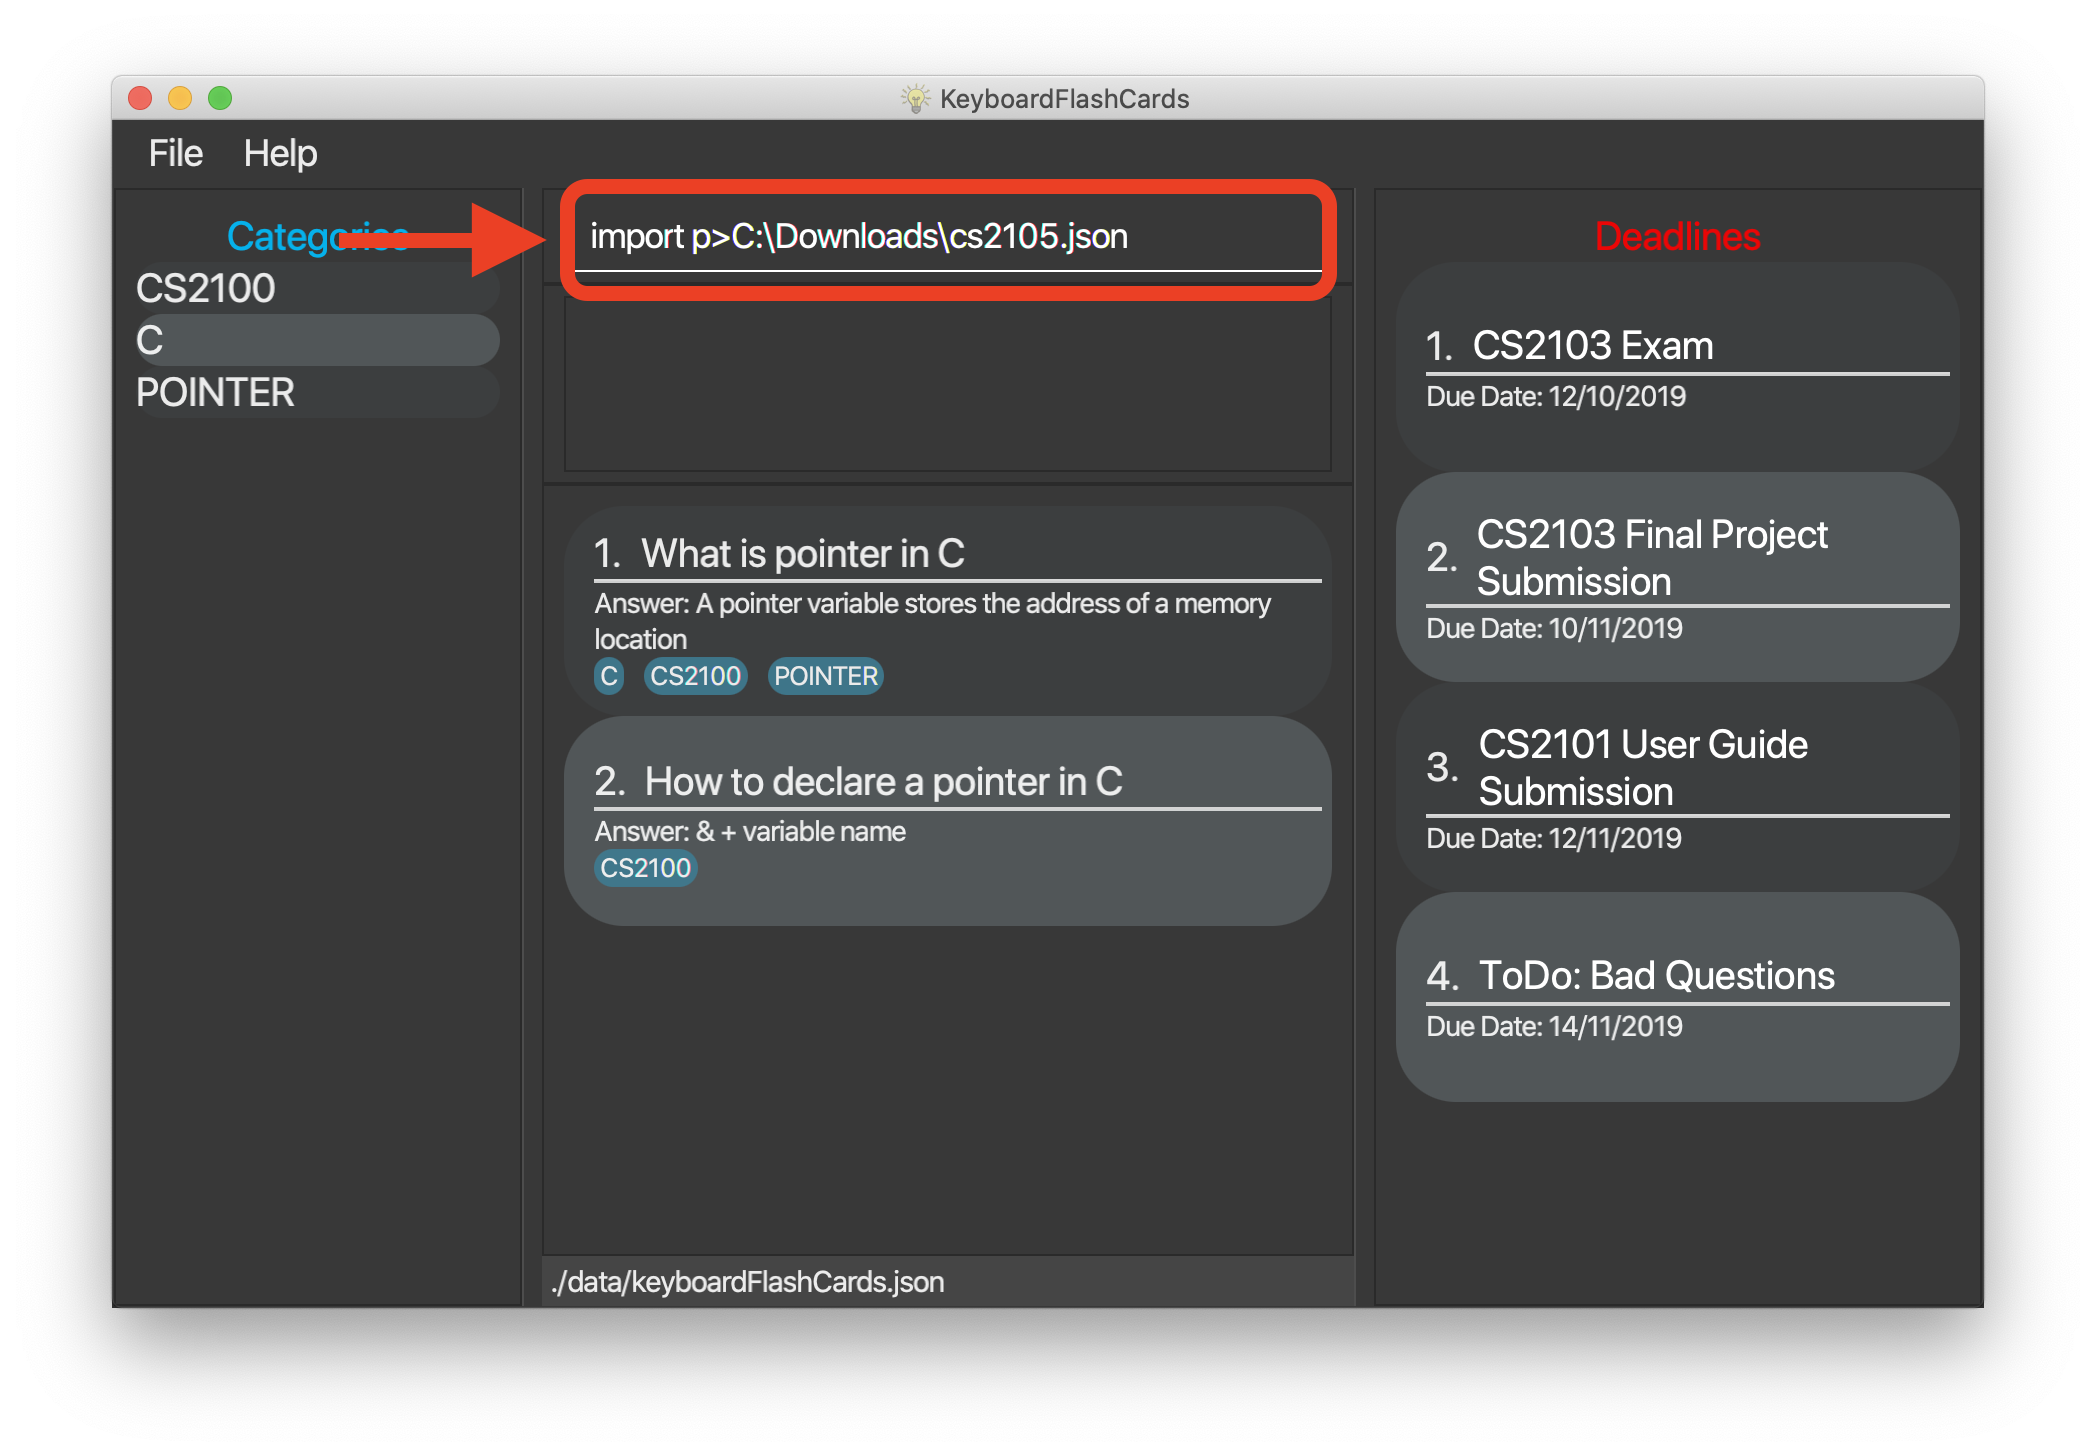 KeyboardFlashCards
File Help
Categories
CS2100
C
POINTER
import p>C:\Downloads\cs2105.json
1. What is pointer in C
Answer: A pointer variable stores the address of a memory
location
C CS2100 POINTER
2. How to declare a pointer in C
Answer: & + variable name
CS2100
./data/keyboardFlashCards.json
Deadlines
1. CS2103 Exam
Due Date: 12/10/2019
2. CS2103 Final Project
Submission
Due Date: 10/11/2019
3. CS2101 User Guide
Submission
Due Date: 12/11/2019
4. ToDo: Bad Questions
Due Date: 14/11/2019